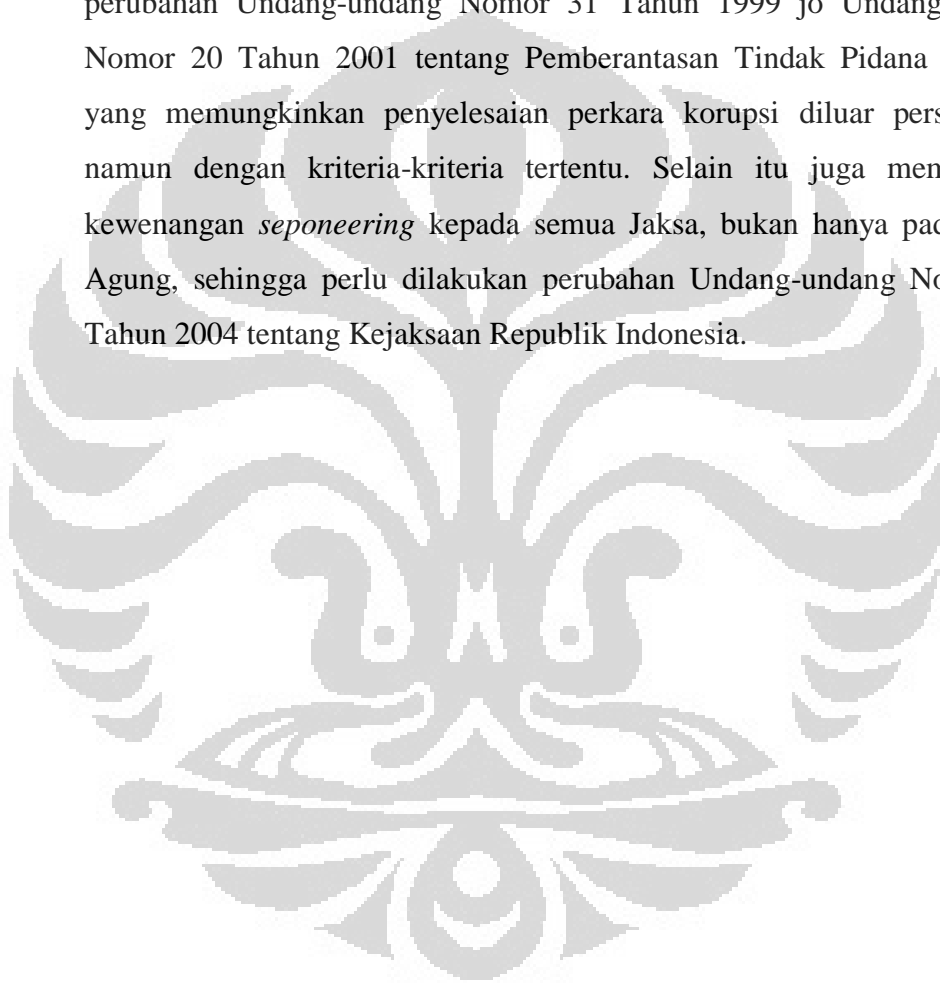 perubahan Undang-undang Nomor 31 Tahun 1999 jo Undang
Nomor 20 Tahun 2001 tentang Pemberantasan Tindak Pidana
yang memungkinkan penyelesaian perkara korupsi diluar pers
namun dengan kriteria-kriteria tertentu. Selain itu juga mem
kewenangan seponeering kepada semua Jaksa, bukan hanya pad
Agung, sehingga perlu dilakukan perubahan Undang-undang No
Tahun 2004 tentang Kejaksaan Republik Indonesia.